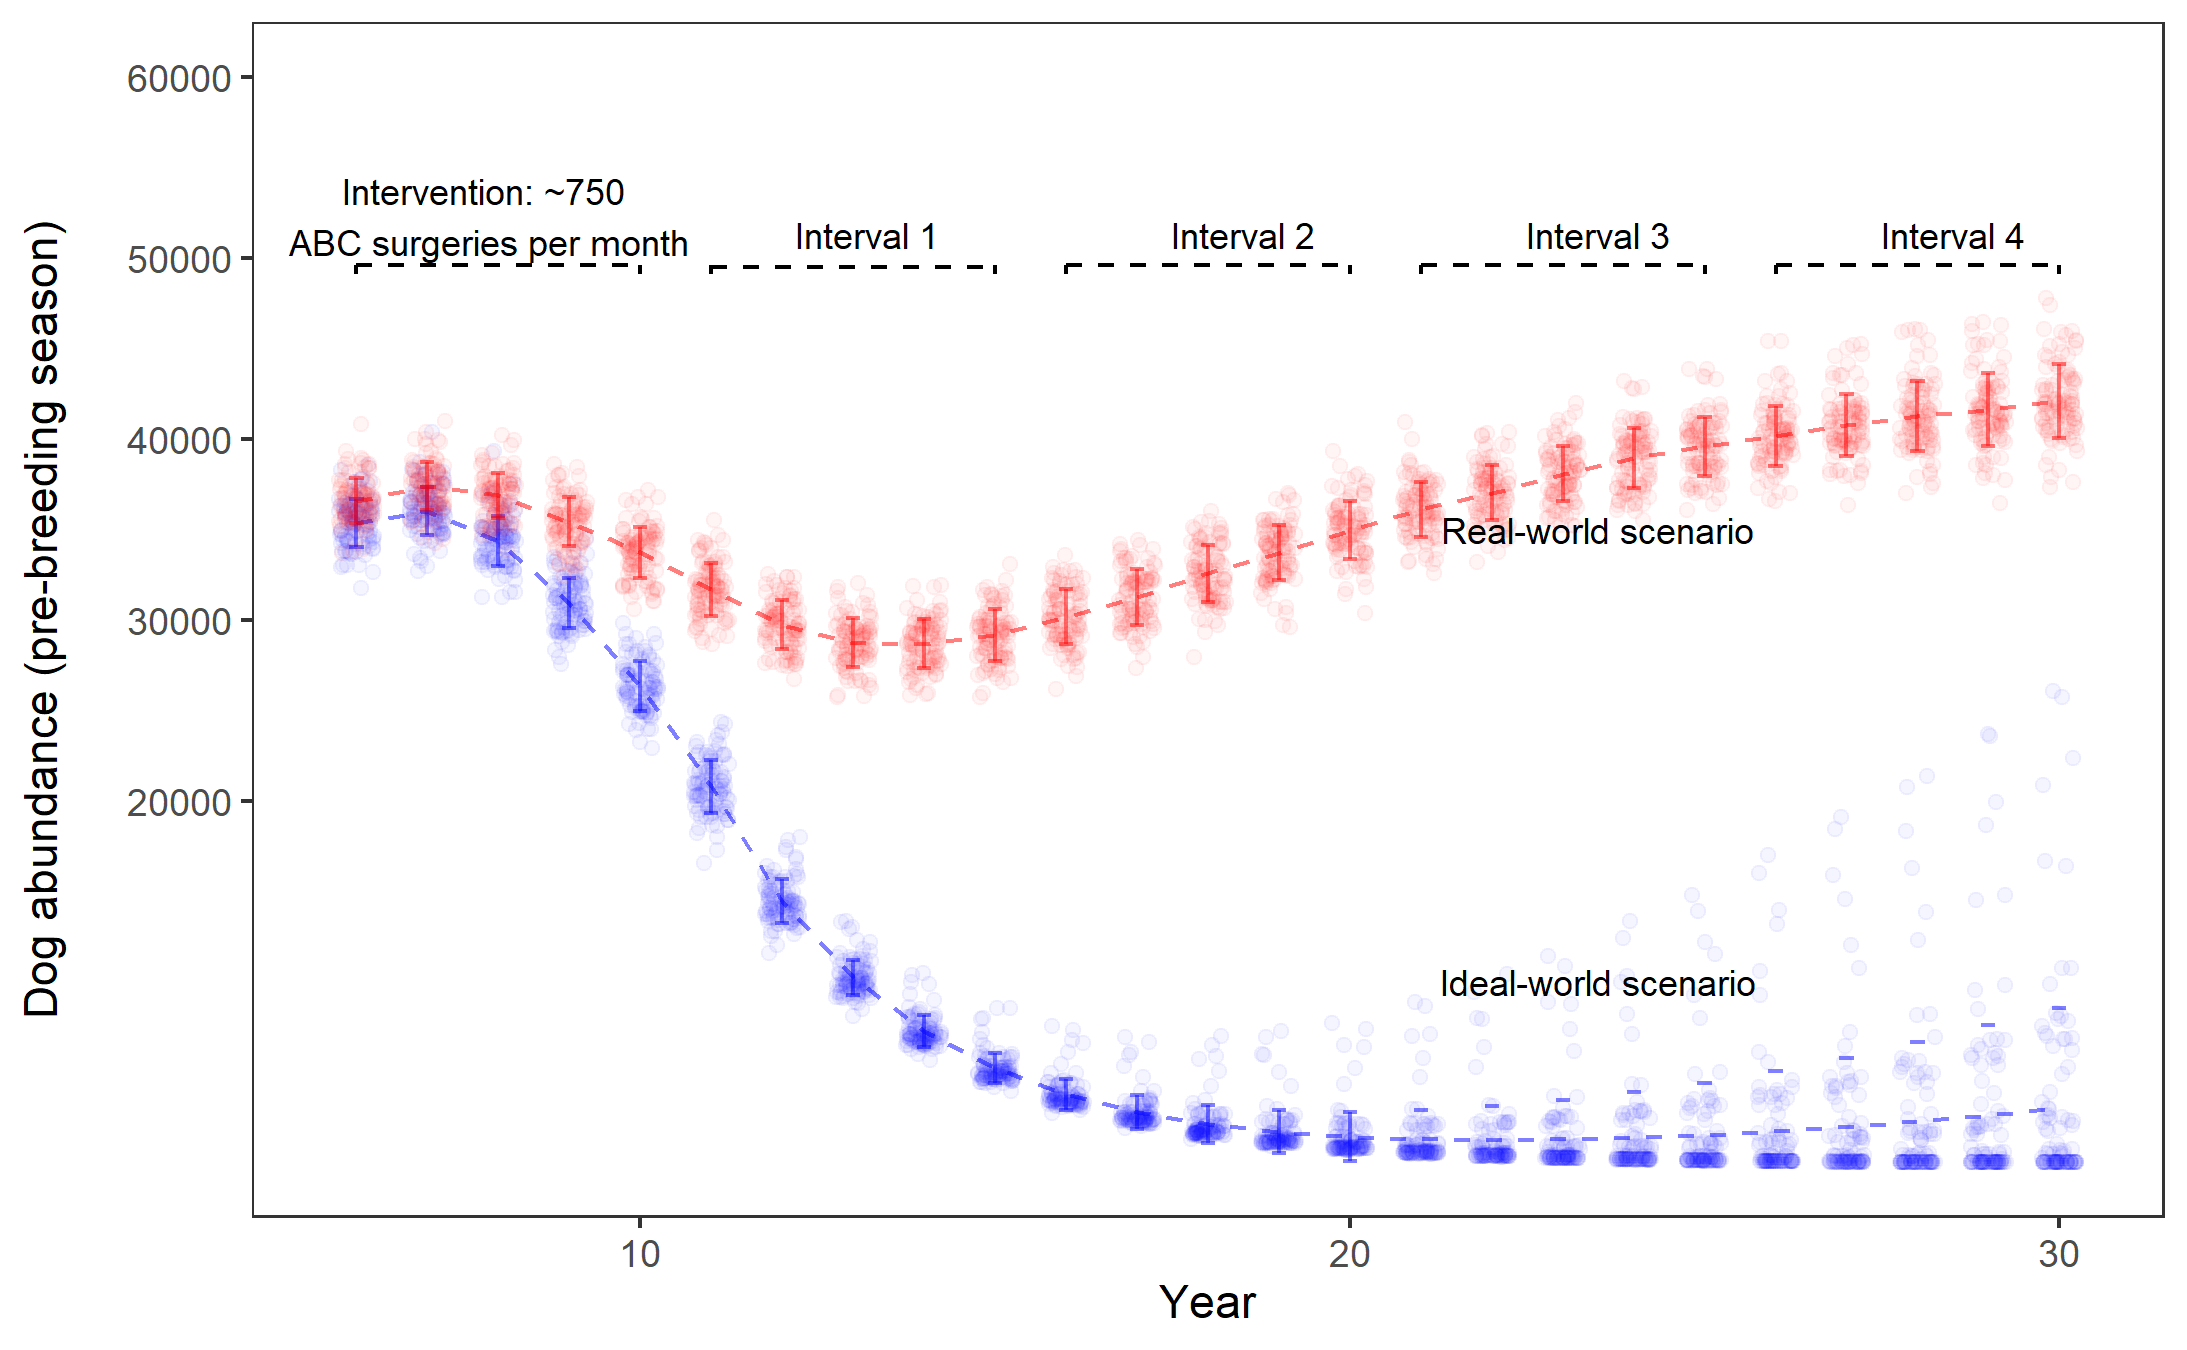 60000
50000
40000
30000
20000
Dog abundance (pre-breeding season)
Intervention: ~750
ABC surgeries per month
Interval 1
Interval 2
Interval 3
Interval 4
Real-world scenario
Ideal-world scenario
10
20
30
Year